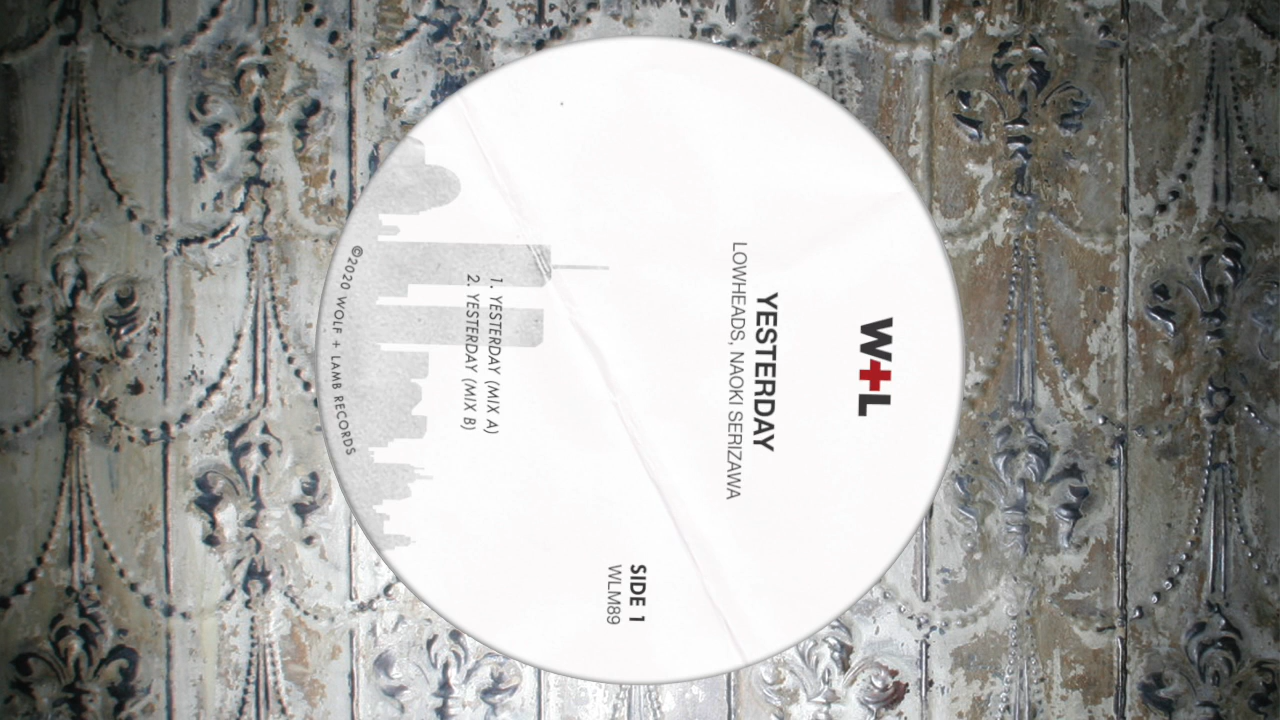 W+L
YESTERDAY
LOWHEADS, NAOKI SERIZAWA
SIDE 1
WLM89
1. YESTERDAY (MIX A)
2. YESTERDAY (MIX B)
©2020 WOLF + LAMB RECORDS